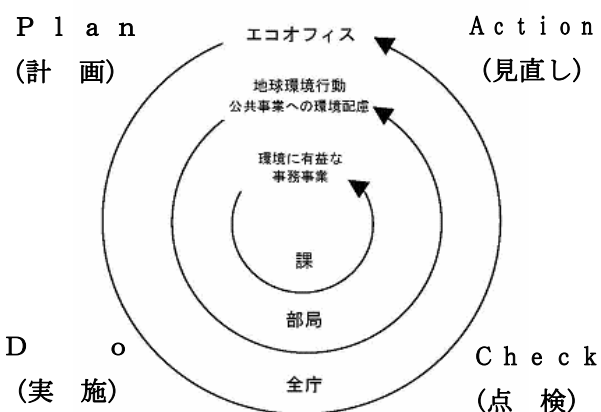 Ｐｌａｎ
(計　画)
Ａｃｔｉｏｎ
(見直し)
エコオフィス
地球環境行動
公共事業への環境配慮
環境に有益な
事務事業
課
部局
全庁
Ｄ　　　ｏ
(実　施)
Ｃｈｅｃｋ
(点　検)